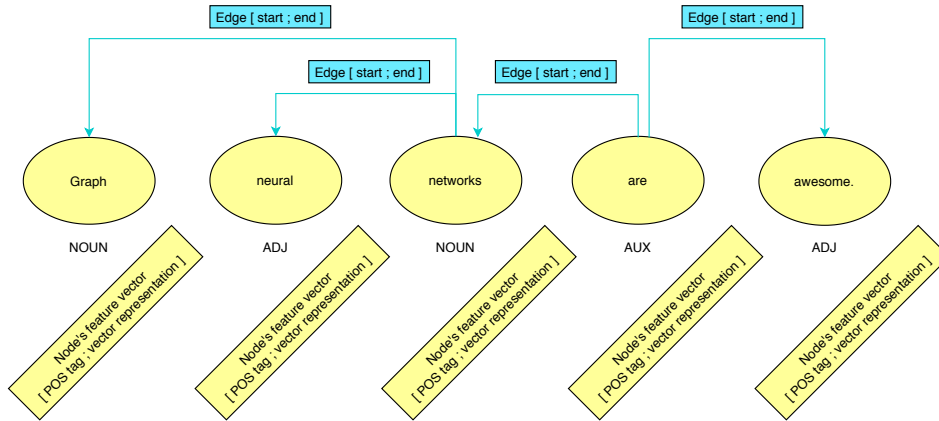 Edge [ start ; end ]
Edge [ start ; end ]
Edge [ start ; end ]
Edge [ start ; end ]
Graph
neural
networks
are
awesome.
NOUN
ADJ
NOUN
AUX
ADJ
Node's feature vector
[ POS tag ; vector representation ]
Node's feature vector
[ POS tag ; vector representation ]
Node's feature vector
[ POS tag ; vector representation ]
Node's feature vector
[ POS tag ; vector representation ]
Node's feature vector
[ POS tag ; vector representation ]